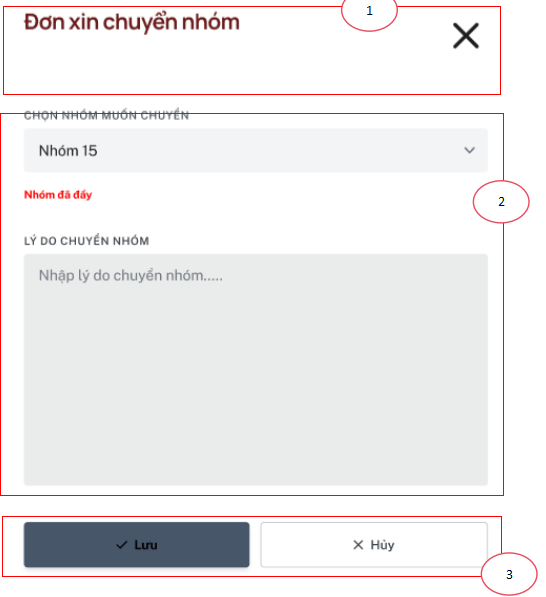 1
Đơn xin chuyển nhóm
CHỌN NHÓM MUỐN CHUYỂN
Nhóm 15
Nhóm đã đầy
2
LÝ DO CHUYỂN NHÓM
Nhập lý do chuyển nhóm.....
Lưu
Hủy
3